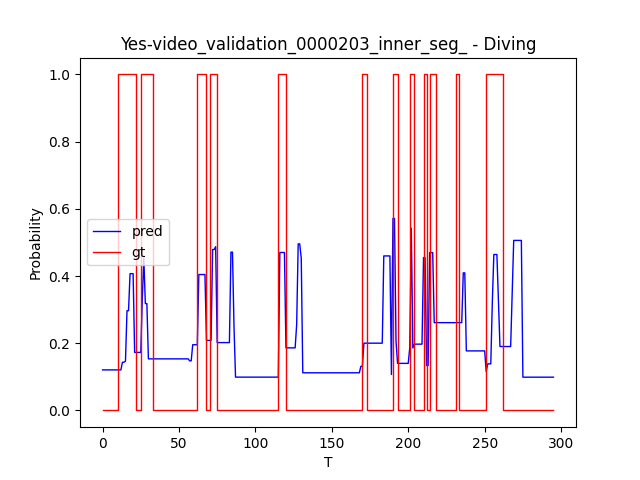 Yes-video_validation_0000203_inner_seg_ - Diving
Probability
1.0
0.8
0.6
0.4
0.2
0.0
pred
gt
0 50 100 150 200 250 300
T